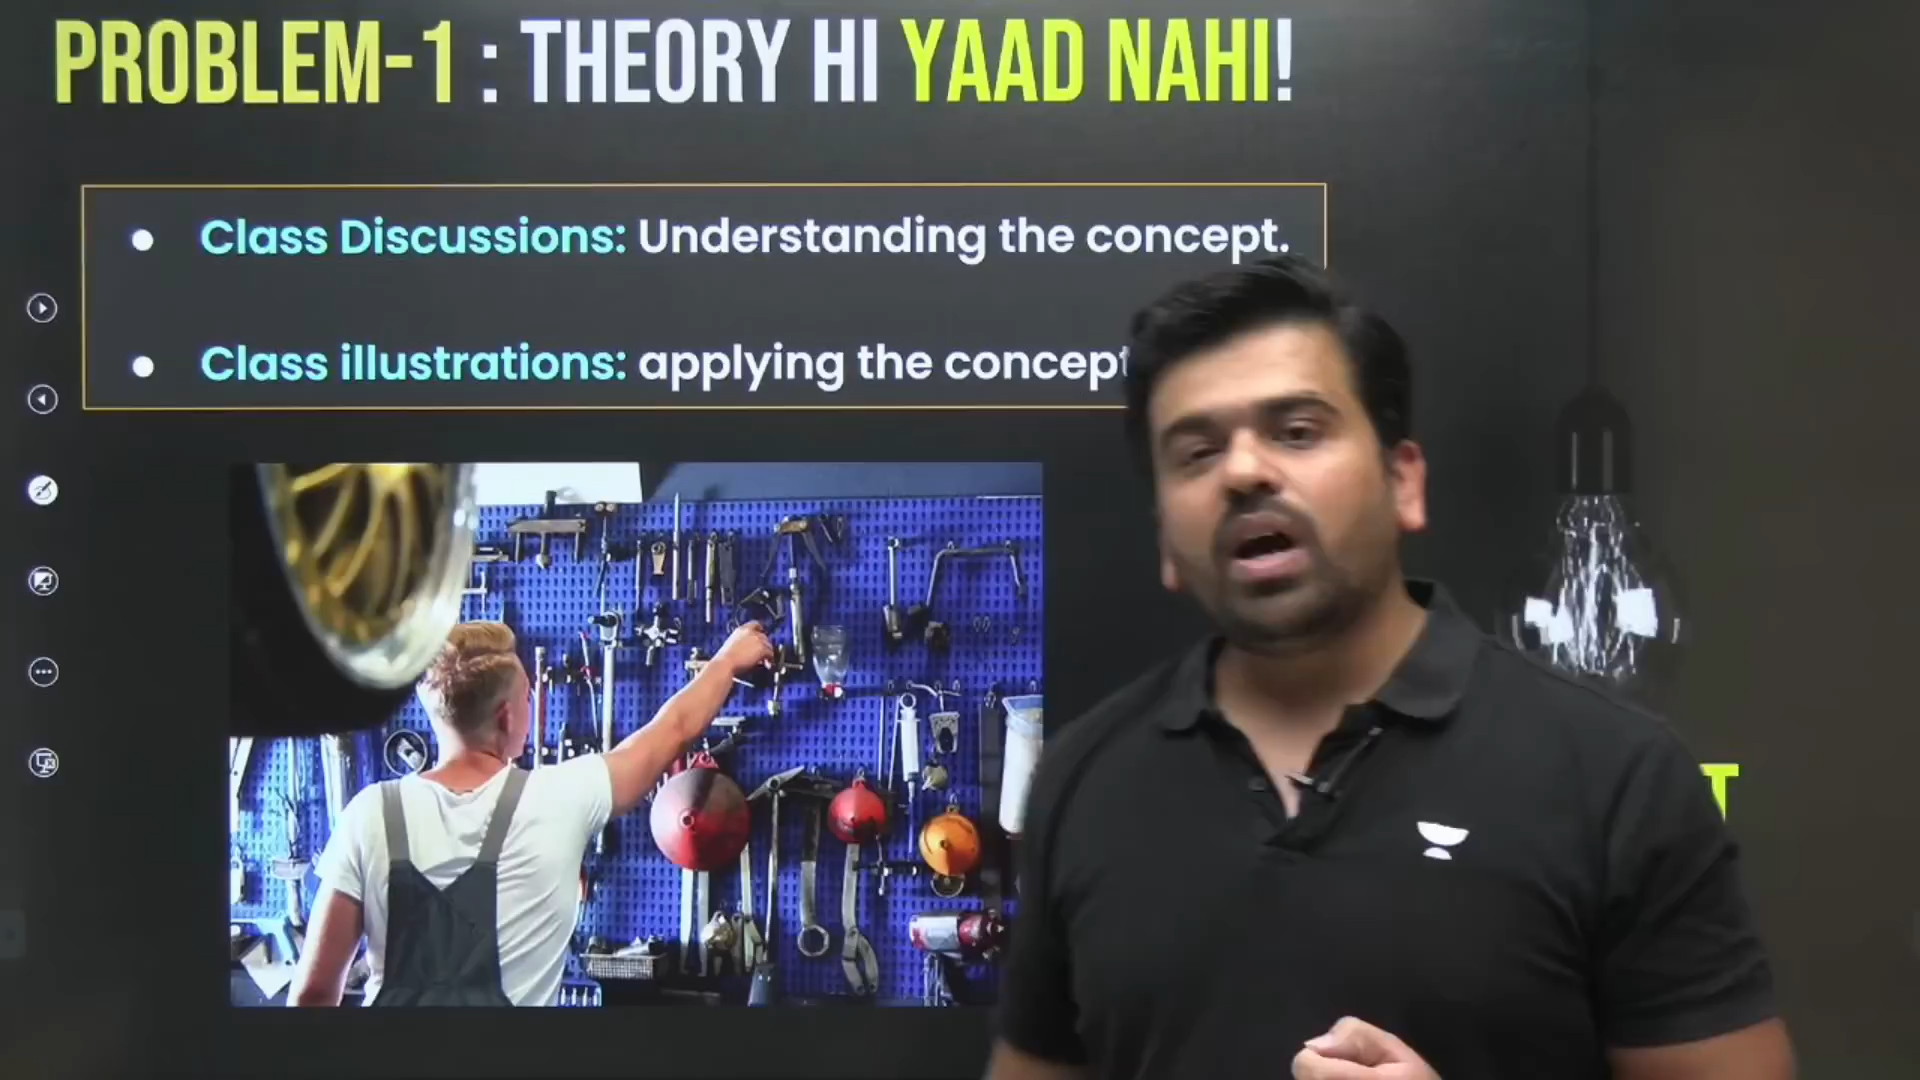 PROBLEM-1 : THEORY HI YAAD NAHI!
Class Discussions: Understanding the concept.
Class illustrations: applying the concept
T